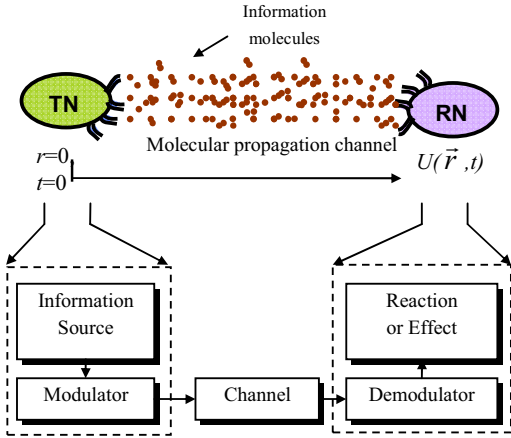 Information
molecules
TN
RN
Molecular propagation channel
r=0,
t=0
U(r⃗ ,t)
Information
Source
Reaction
or Effect
Modulator
Channel
Demodulator